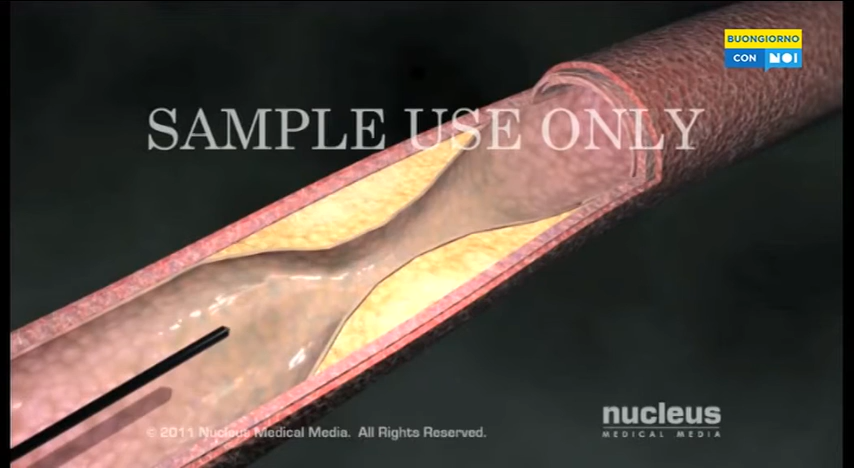 BUONGIORNO
CON NOI
SAMPLE USE ONLY
nucleus
MEDICAL MEDIA
© 2011 Nucleus Medical Media. All Rights Reserved.